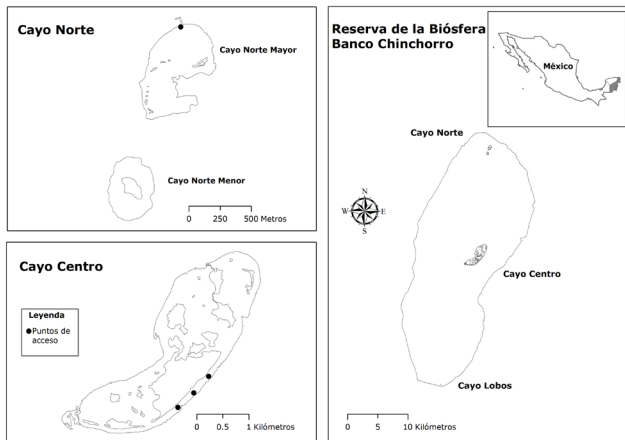 Cayo Norte
Cayo Norte Mayor
Cayo Norte Menor
0 250 500 Metros
Cayo Centro
Leyenda
Puntos de
acceso
0 0.5 1 Kilómetros
Reserva de la Biósfera
Banco Chinchorro
México
Cayo Norte
N
W E
S
Cayo Centro
Cayo Lobos
0 5 10 Kilómetros